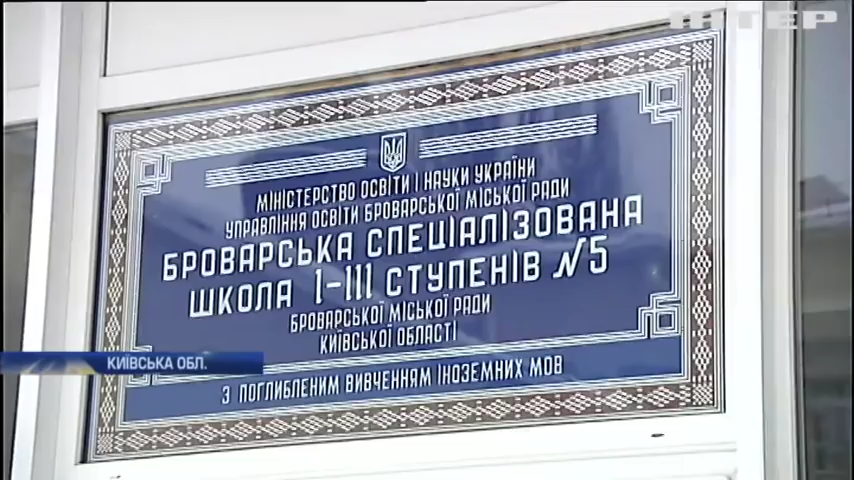 ІНТЕР
МІНІСТЕРСТВО ОСВІТИ І НАУКИ УКРАЇНИ
УПРАВЛІННЯ ОСВІТИ БРОВАРСЬКОЇ МІСЬКОЇ РАДИ
БРОВАРСЬКА СПЕЦІАЛІЗОВАНА
ШКОЛА І-ІІІ СТУПЕНІВ №5
БРОВАРСЬКОЇ МІСЬКОЇ РАДИ
КИЇВСЬКОЇ ОБЛАСТІ
КИЇВСЬКА ОБЛ.
З ПОГЛИБЛЕНИМ ВИВЧЕННЯМ ІНОЗЕМНИХ МОВ